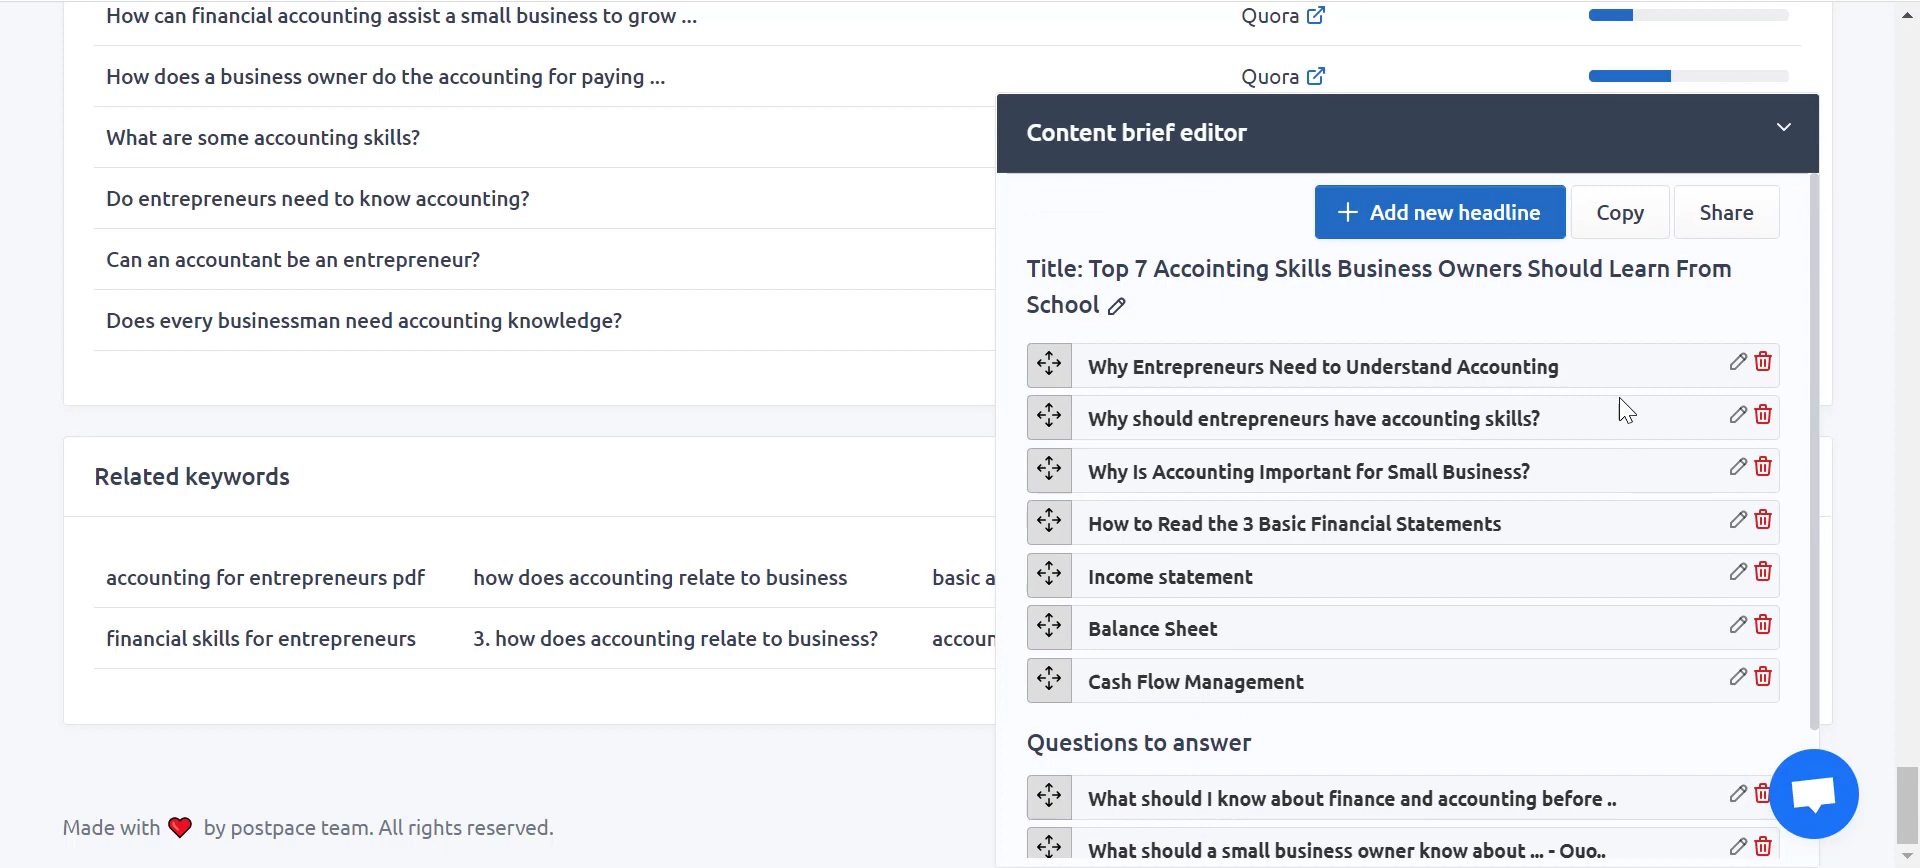 How can financial accounting assist a small business to grow ...
Quora
How does a business owner do the accounting for paying ...
Quora
What are some accounting skills?
Do entrepreneurs need to know accounting?
Can an accountant be an entrepreneur?
Does every businessman need accounting knowledge?
Related keywords
accounting for entrepreneurs pdf
how does accounting relate to business
basic a
financial skills for entrepreneurs
3. how does accounting relate to business?
accoun
Made with ❤ by postpace team. All rights reserved.
Content brief editor
+ Add new headline
Copy
Share
Title: Top 7 Accointing Skills Business Owners Should Learn From
School
Why Entrepreneurs Need to Understand Accounting
Why should entrepreneurs have accounting skills?
Why Is Accounting Important for Small Business?
How to Read the 3 Basic Financial Statements
Income statement
Balance Sheet
Cash Flow Management
Questions to answer
What should I know about finance and accounting before ..
What should a small business owner know about ... - Quo..